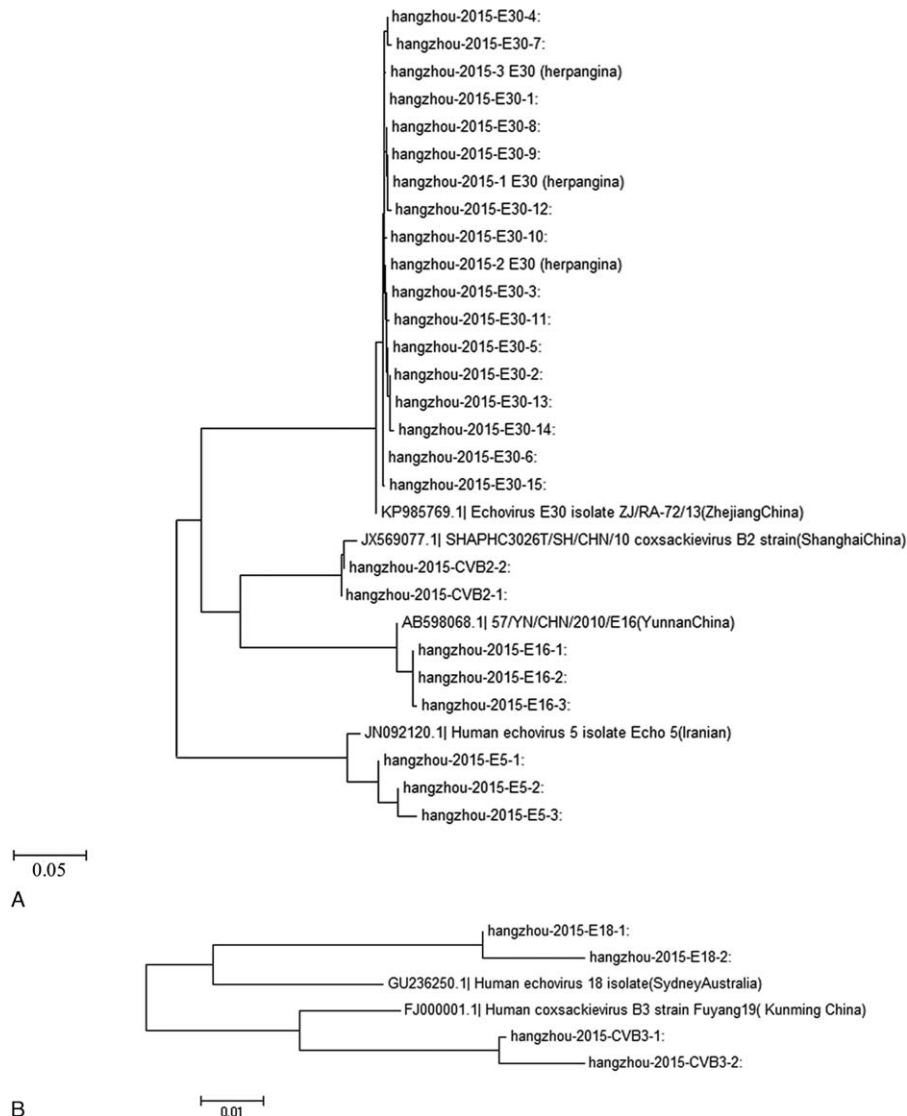 hangzhou-2015-E30-4:
hangzhou-2015-E30-7:
hangzhou-2015-3 E30 (herpangina)
hangzhou-2015-E30-1:
hangzhou-2015-E30-8:
hangzhou-2015-E30-9:
hangzhou-2015-1 E30 (herpangina)
hangzhou-2015-E30-12:
hangzhou-2015-E30-10:
hangzhou-2015-2 E30 (herpangina)
hangzhou-2015-E30-3:
hangzhou-2015-E30-11:
hangzhou-2015-E30-5:
hangzhou-2015-E30-2:
hangzhou-2015-E30-13:
hangzhou-2015-E30-14:
hangzhou-2015-E30-6:
hangzhou-2015-E30-15:
KP985769.1| Echovirus E30 isolate ZJ/RA-72/13(ZhejiangChina)
JX569077.1| SHAPHC3026T/SH/CHN/10 coxsackievirus B2 strain(ShanghaiChina)
hangzhou-2015-CVB2-2:
hangzhou-2015-CVB2-1:
AB598068.1| 57/YN/CHN/2010/E16(YunnanChina)
hangzhou-2015-E16-1:
hangzhou-2015-E16-2:
hangzhou-2015-E16-3:
JN092120.1| Human echovirus 5 isolate Echo 5(Iranian)
hangzhou-2015-E5-1:
hangzhou-2015-E5-2:
hangzhou-2015-E5-3:
0.05
A
hangzhou-2015-E18-1:
hangzhou-2015-E18-2:
GU236250.1| Human echovirus 18 isolate(SydneyAustralia)
FJ000001.1| Human coxsackievirus B3 strain Fuyang19( Kunming China)
hangzhou-2015-CVB3-1:
hangzhou-2015-CVB3-2:
B
0.01